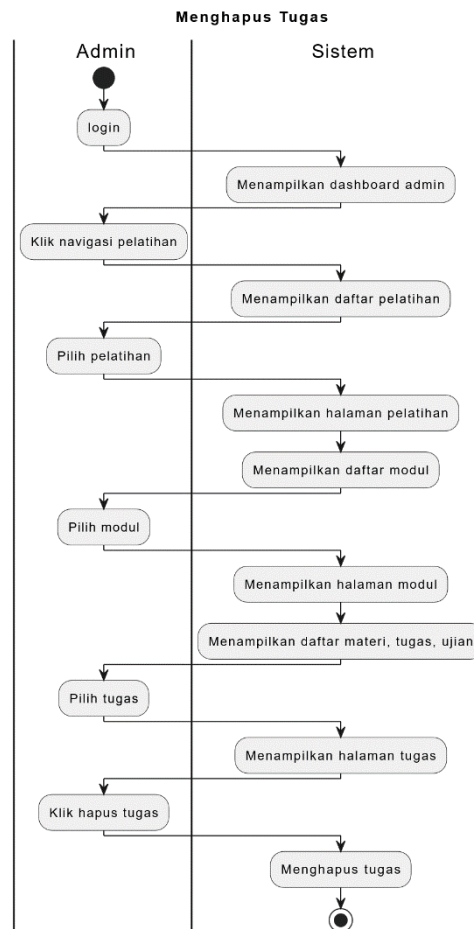 Menghapus Tugas
Admin
Sistem
login
Menampilkan dashboard admin
Klik navigasi pelatihan
Menampilkan daftar pelatihan
Pilih pelatihan
Menampilkan halaman pelatihan
Menampilkan daftar modul
Pilih modul
Menampilkan halaman modul
Menampilkan daftar materi, tugas, ujian
Pilih tugas
Menampilkan halaman tugas
Klik hapus tugas
Menghapus tugas